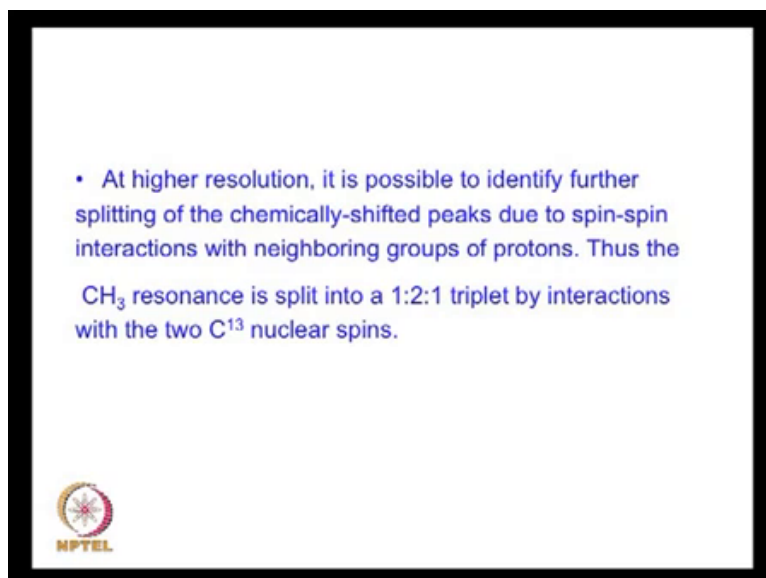 • At higher resolution, it is possible to identify further
splitting of the chemically-shifted peaks due to spin-spin
interactions with neighboring groups of protons. Thus the
CH₃ resonance is split into a 1:2:1 triplet by interactions
with the two C¹³ nuclear spins.
NPTEL